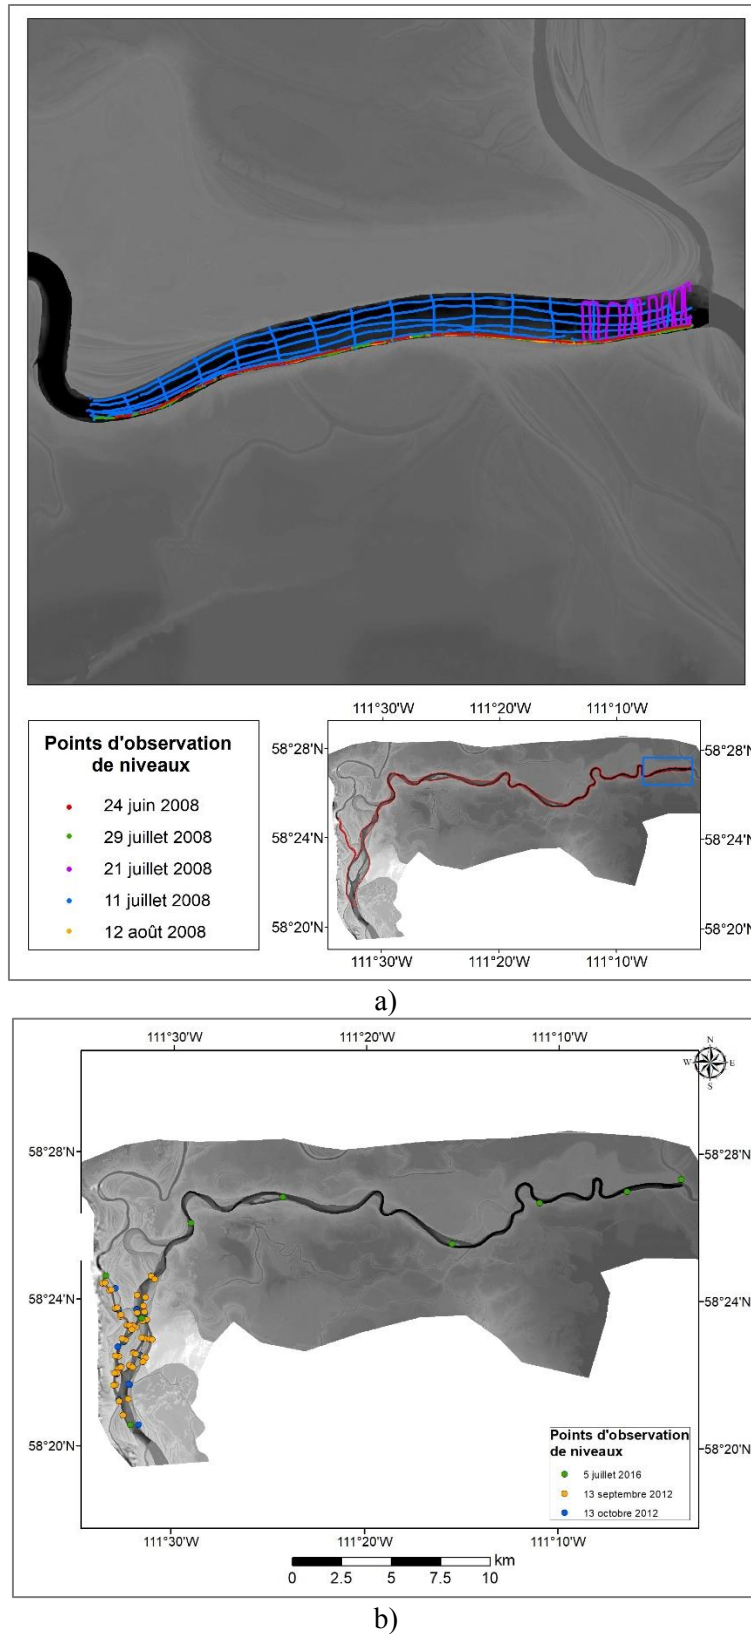 Points d'observation
de niveaux
24 juin 2008
29 juillet 2008
21 juillet 2008
11 juillet 2008
12 août 2008
111°30'W 111°20'W 111°10'W
58°28'N 58°28'N
58°24'N 58°24'N
58°20'N 58°20'N
111°30'W 111°20'W 111°10'W
a)
111°30'W 111°20'W 111°10'W
N
W E
S
58°28'N 58°28'N
58°24'N 58°24'N
58°20'N 58°20'N
Points d'observation
de niveaux
5 juillet 2016
13 septembre 2012
13 octobre 2012
111°30'W 111°20'W 111°10'W
km
0 2.5 5 7.5 10
b)